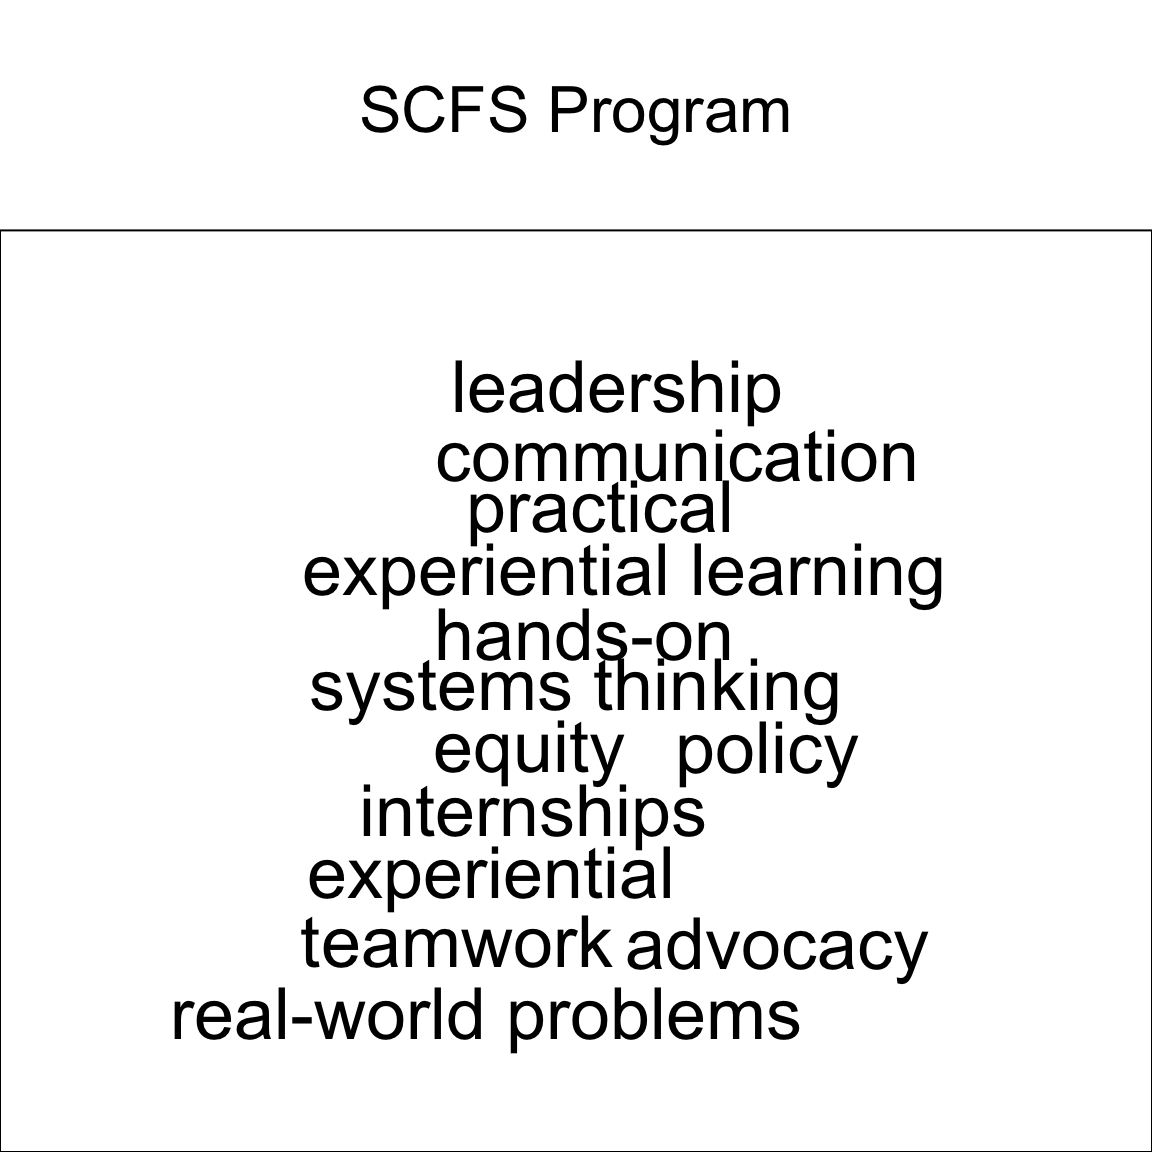 SCFS Program
leadership
communication
practical
experiential learning
hands-on
systems thinking
equity policy
internships
experiential
teamwork advocacy
real-world problems